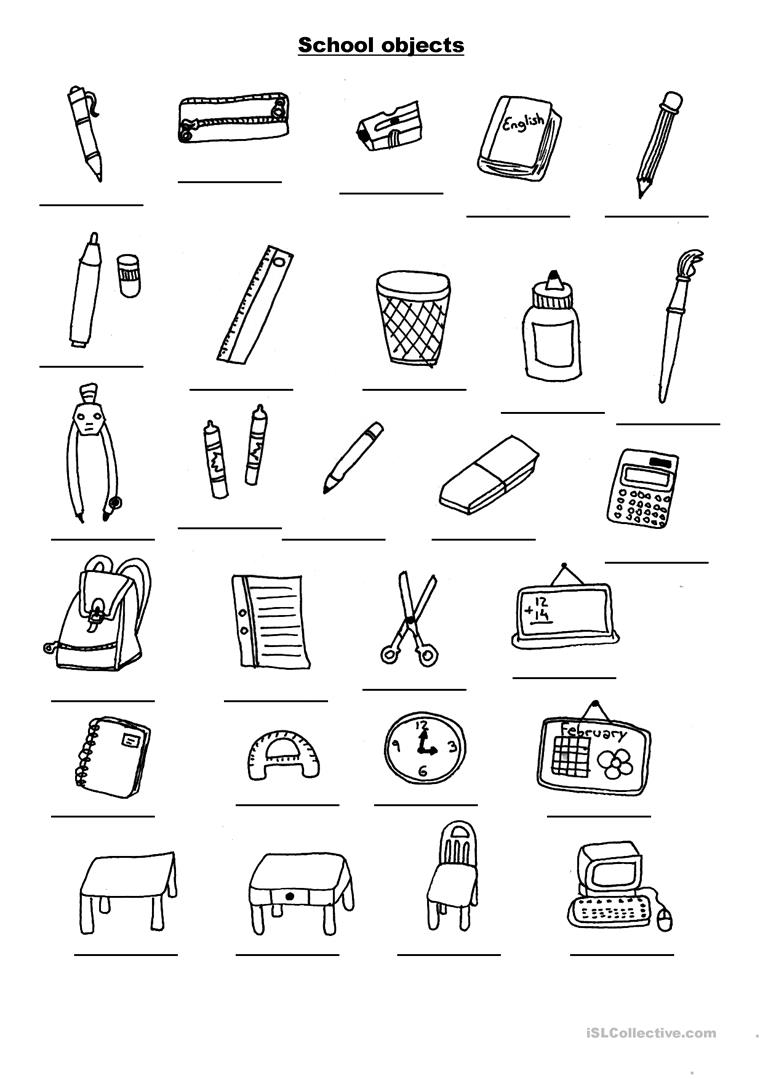 School objects
English
12
+ 14
12
9 3
6
February
iSLCollective.com